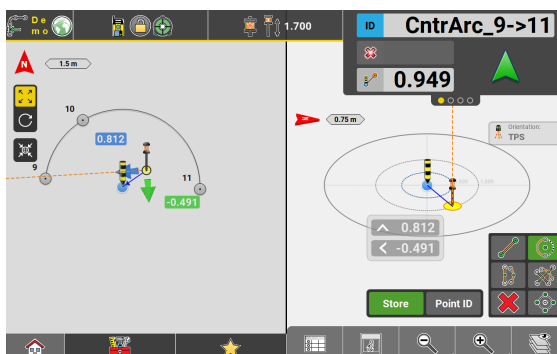 De
mo
1.700
ID
CntrArc_9->11
0.949
N
1.5 m
10
0.812
9
11
-0.491
0.75 m
Orientation:
TPS
0.812
-0.491
Store
Point ID